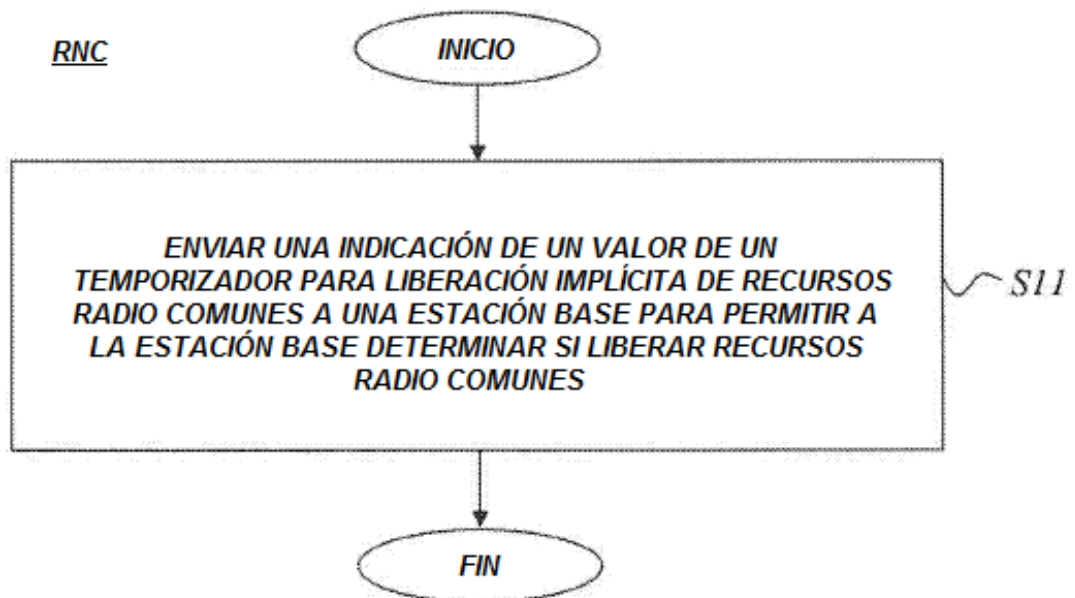 RNC
INICIO
ENVIAR UNA INDICACIÓN DE UN VALOR DE UN
TEMPORIZADOR PARA LIBERACIÓN IMPLÍCITA DE RECURSOS
RADIO COMUNES A UNA ESTACIÓN BASE PARA PERMITIR A
LA ESTACIÓN BASE DETERMINAR SI LIBERAR RECURSOS
RADIO COMUNES
S11
FIN